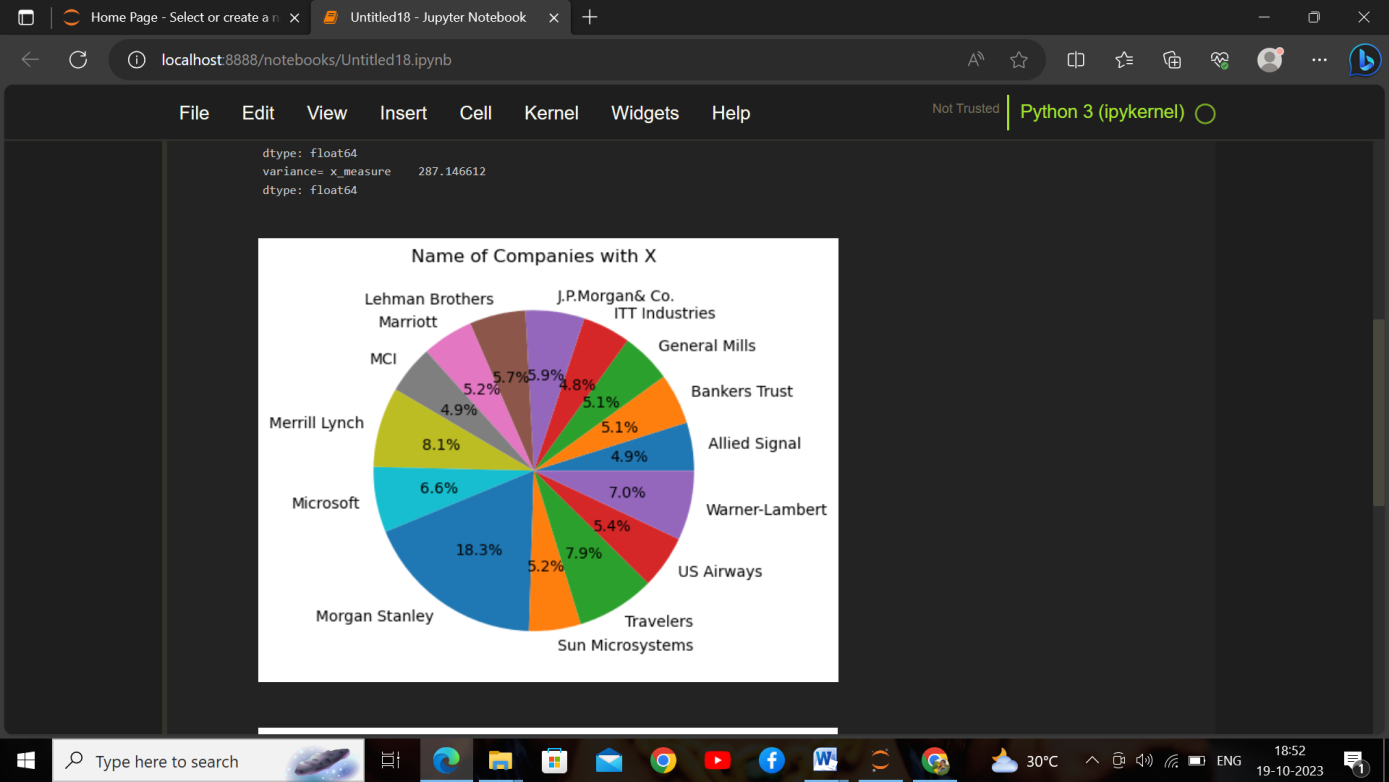 Home Page - Select or create a n
Untitled18 - Jupyter Notebook
localhost:8888/notebooks/Untitled18.ipynb
File Edit View Insert Cell Kernel Widgets Help
Not Trusted
Python 3 (ipykernel)
dtype: float64
variance= x_measure 287.146612
dtype: float64
Name of Companies with X
Lehman Brothers
J.P.Morgan& Co.
ITT Industries
Marriott
General Mills
MCI
Bankers Trust
Merrill Lynch
Allied Signal
Microsoft
Warner-Lambert
US Airways
Morgan Stanley
Travelers
Sun Microsystems
5.7%
5.9%
4.8%
5.2%
5.1%
4.9%
5.1%
8.1%
4.9%
6.6%
7.0%
5.4%
18.3%
7.9%
5.2%
Type here to search
30°C
ENG
18:52
19-10-2023
1